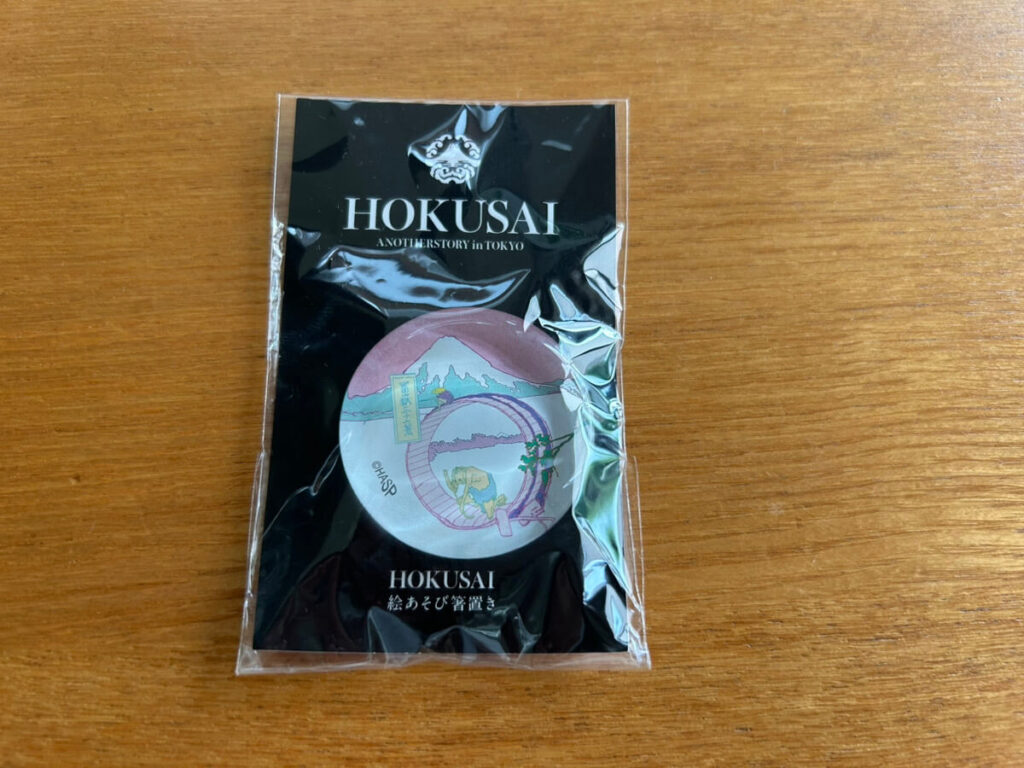 HOKUSAI
ANOTHERSTORY in TOKYO
©HASP
HOKUSAI
絵あそび箸置き